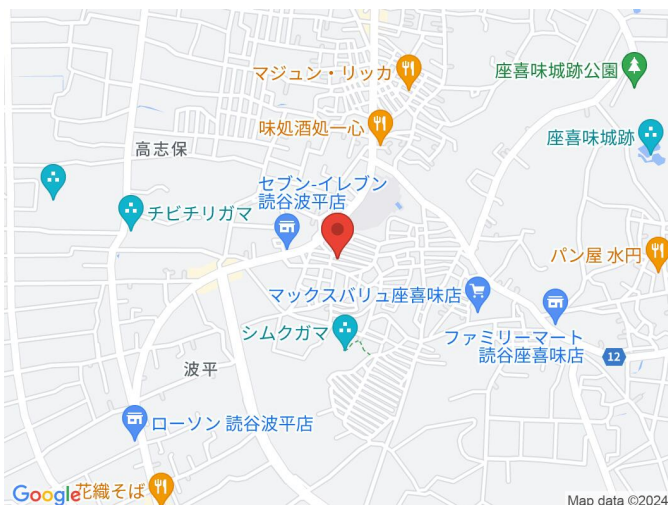 マジュン・リッカ
座喜味城跡公園
味処酒処一心
座喜味城跡
高志保
セブン-イレブン
読谷波平店
チビチリガマ
パン屋 水円
マックスバリュ座喜味店
シムクガマ
ファミリーマート
読谷座喜味店
12
波平
ローソン 読谷波平店
Google
花織そば
Map data ©2024